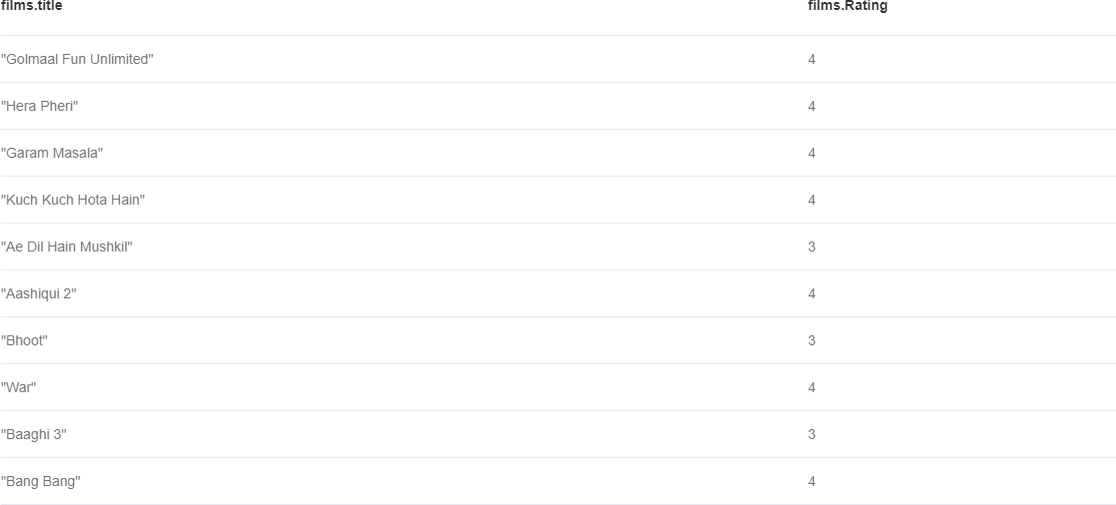 films.title films.Rating
"Golmaal Fun Unlimited" 4
"Hera Pheri" 4
"Garam Masala" 4
"Kuch Kuch Hota Hain" 4
"Ae Dil Hain Mushkil" 3
"Aashiqui 2" 4
"Bhoot" 3
"War" 4
"Baaghi 3" 3
"Bang Bang" 4